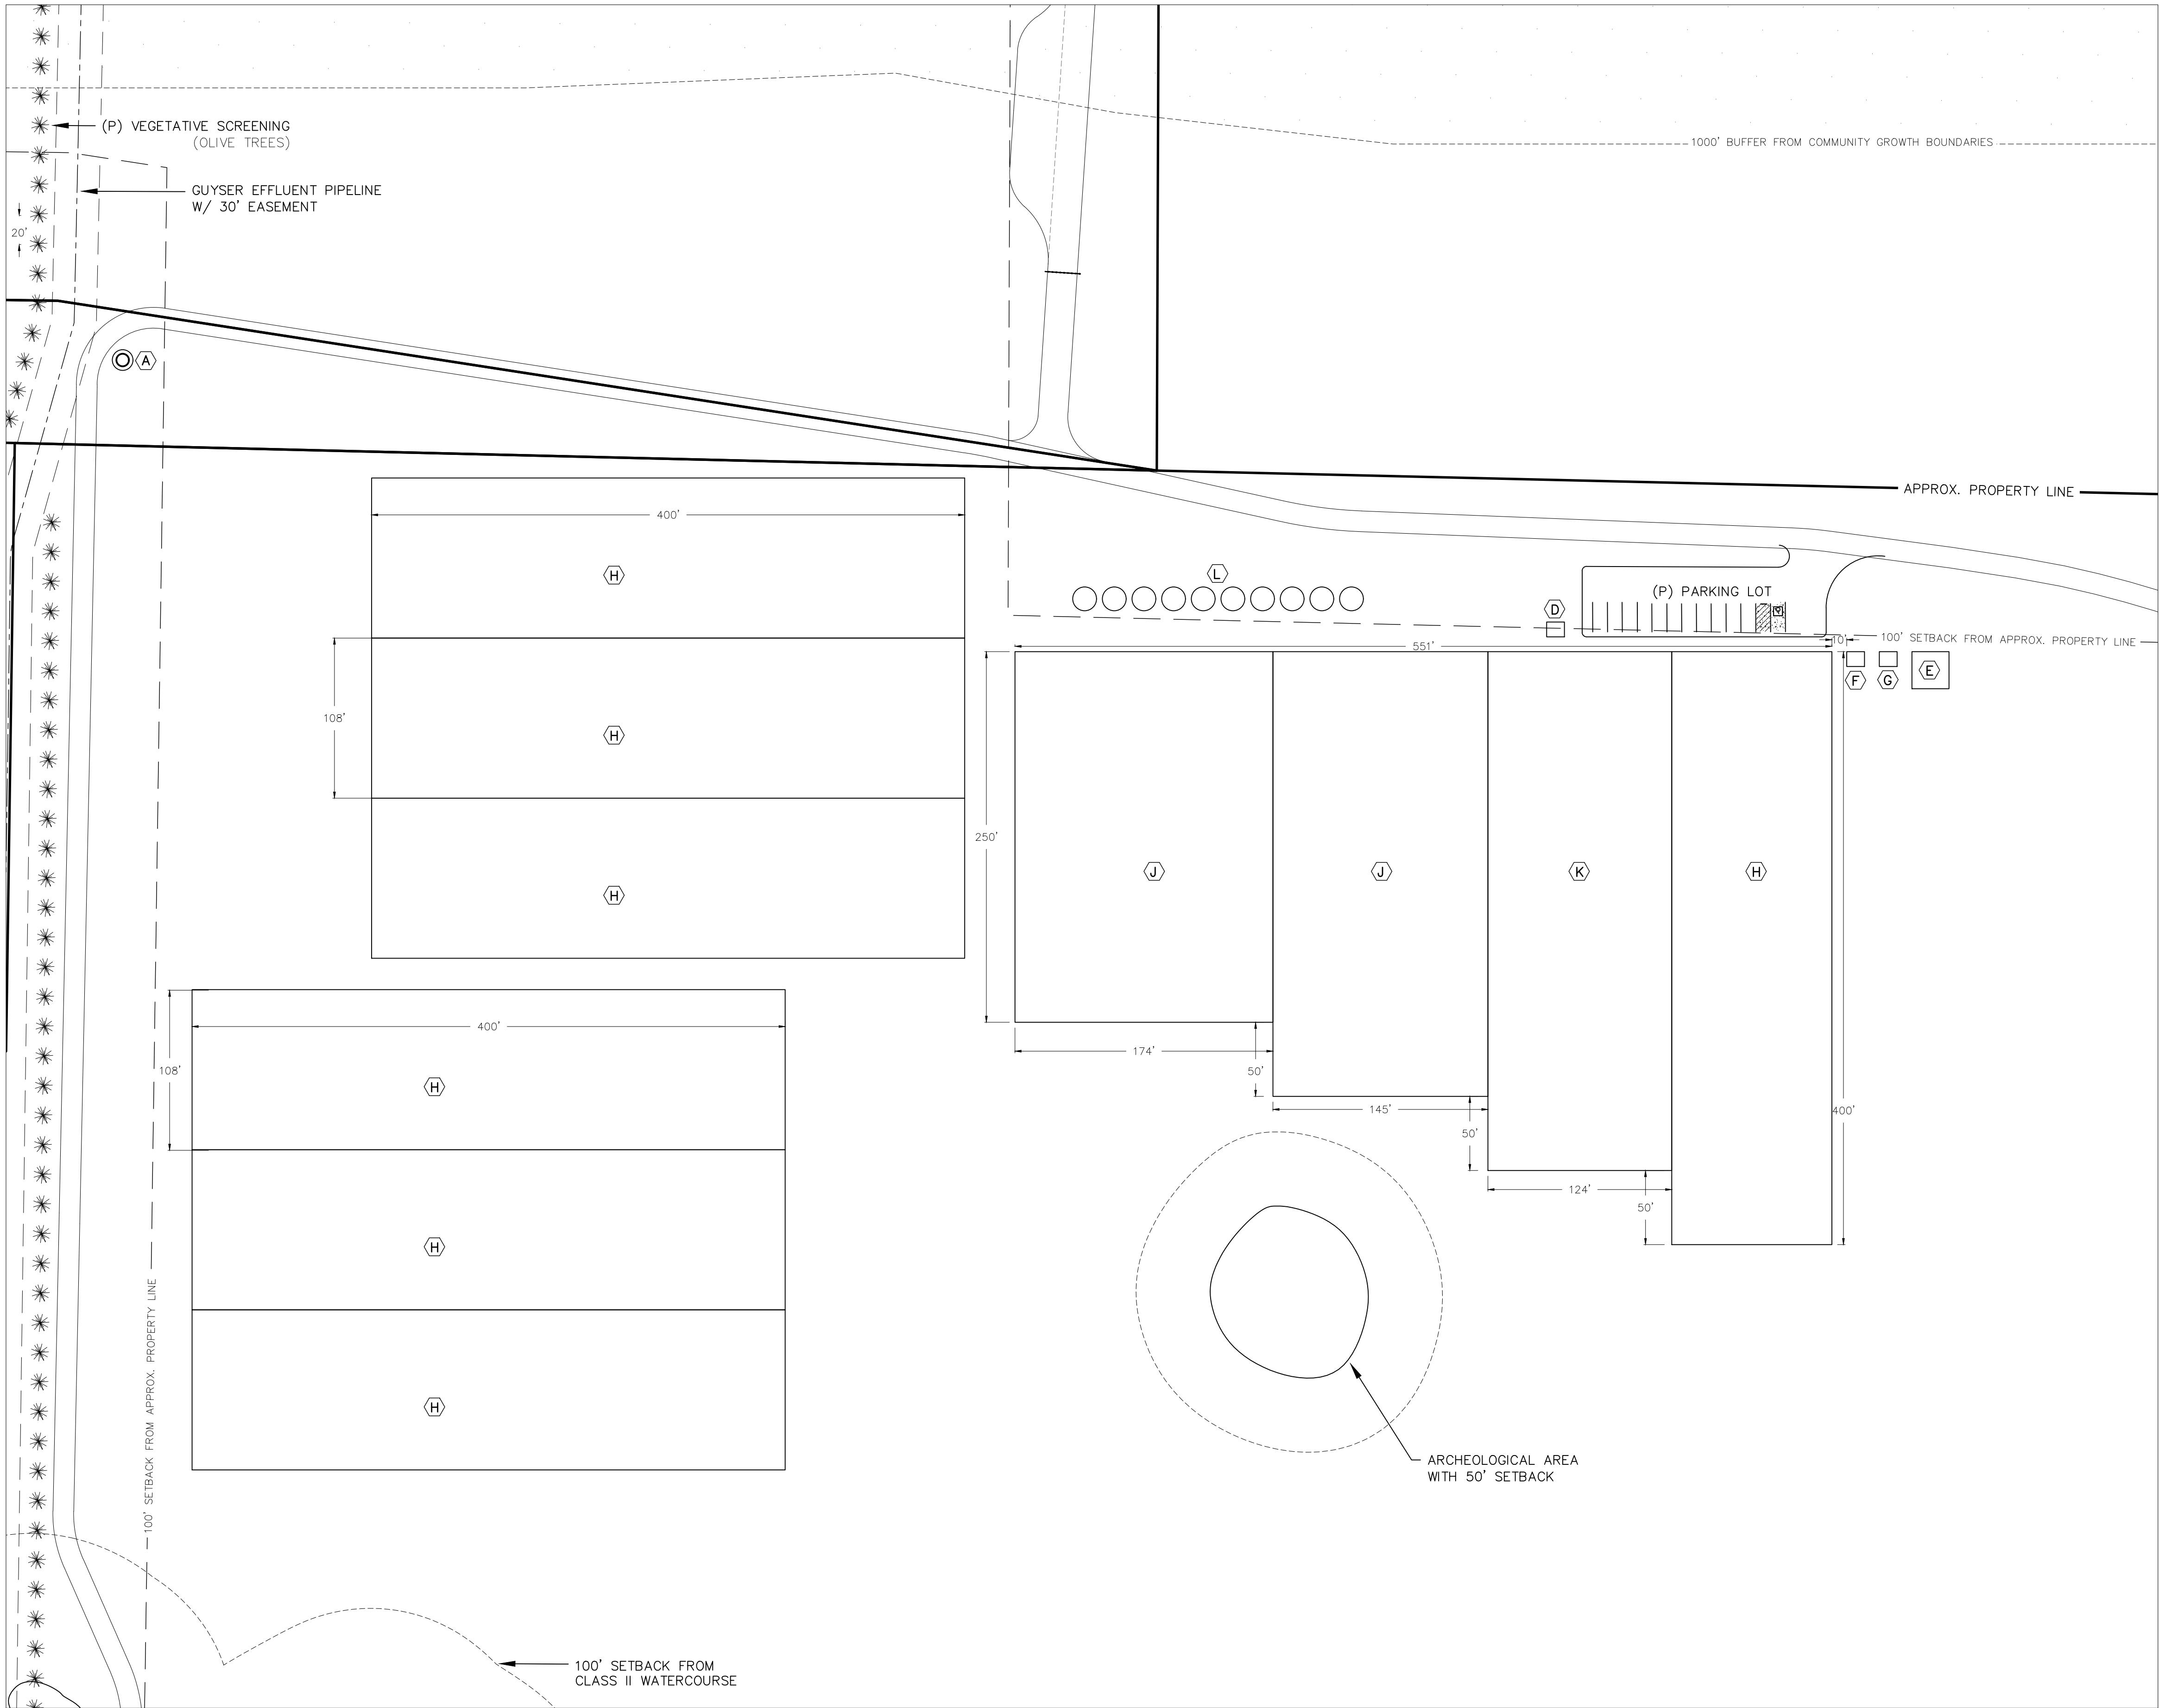 (P) VEGETATIVE SCREENING
(OLIVE TREES)
1000' BUFFER FROM COMMUNITY GROWTH BOUNDARIES
GUYSER EFFLUENT PIPELINE
W/ 30' EASEMENT
20'
A
APPROX. PROPERTY LINE
400'
H
L
(P) PARKING LOT
D
551'
10'
100' SETBACK FROM APPROX. PROPERTY LINE
F
G
E
108'
H
250'
J
J
K
H
H
400'
174'
108'
50'
H
145'
400'
50'
124'
50'
H
100' SETBACK FROM APPROX. PROPERTY LINE
H
ARCHEOLOGICAL AREA
WITH 50' SETBACK
100' SETBACK FROM
CLASS II WATERCOURSE